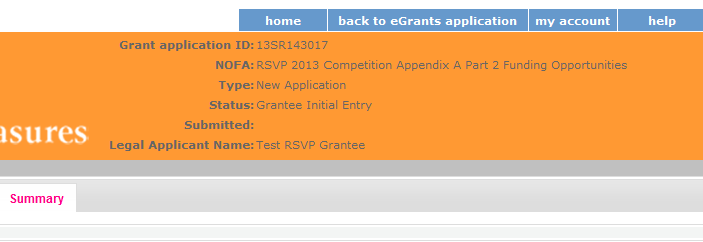 home back to eGrants application my account help
Grant application ID: 13SR143017
NOFA: RSVP 2013 Competition Appendix A Part 2 Funding Opportunities
Type: New Application
Status: Grantee Initial Entry
Submitted:
asures
Legal Applicant Name: Test RSVP Grantee
Summary